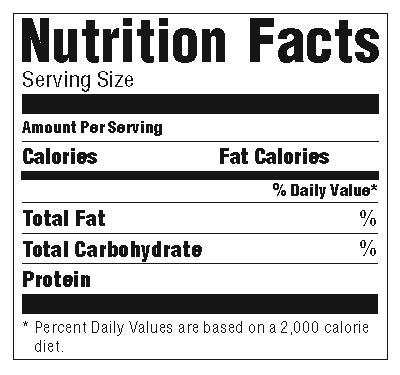 Nutrition Facts
Serving Size
Amount Per Serving
Calories Fat Calories
% Daily Value*
Total Fat %
Total Carbohydrate %
Protein
* Percent Daily Values are based on a 2,000 calorie
diet.